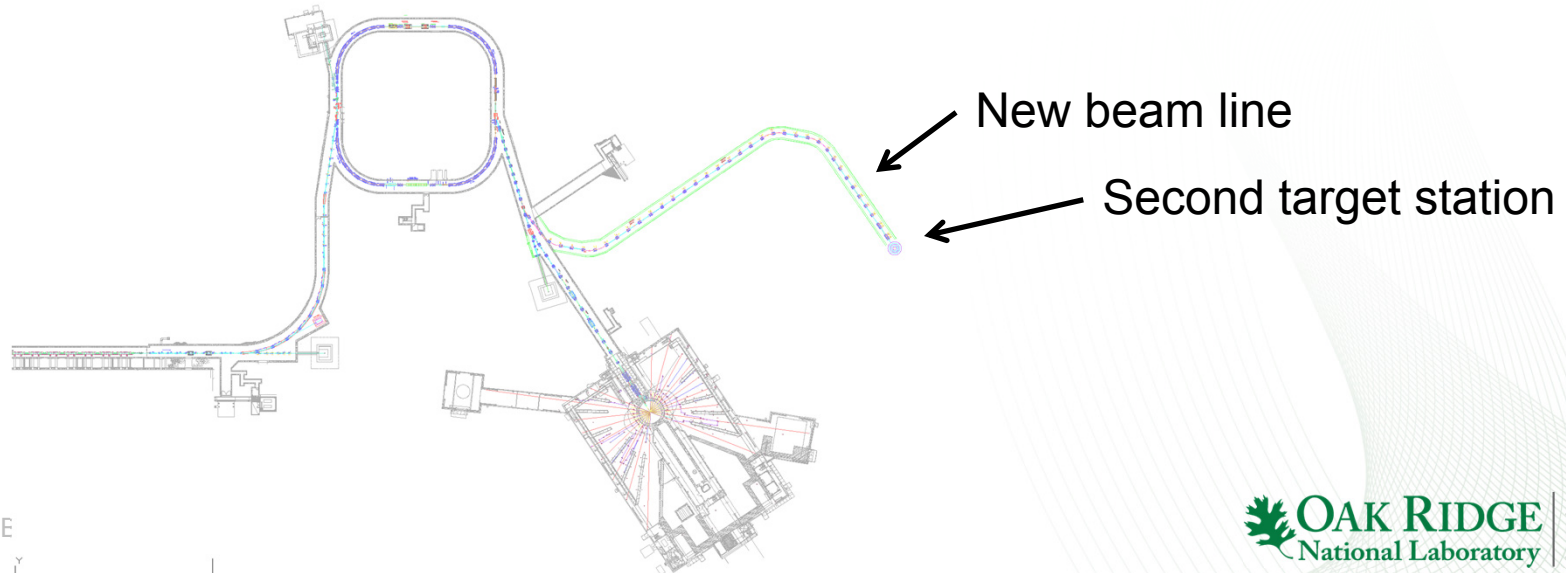 New beam line
Second target station
E
Y
OAK RIDGE
National Laboratory